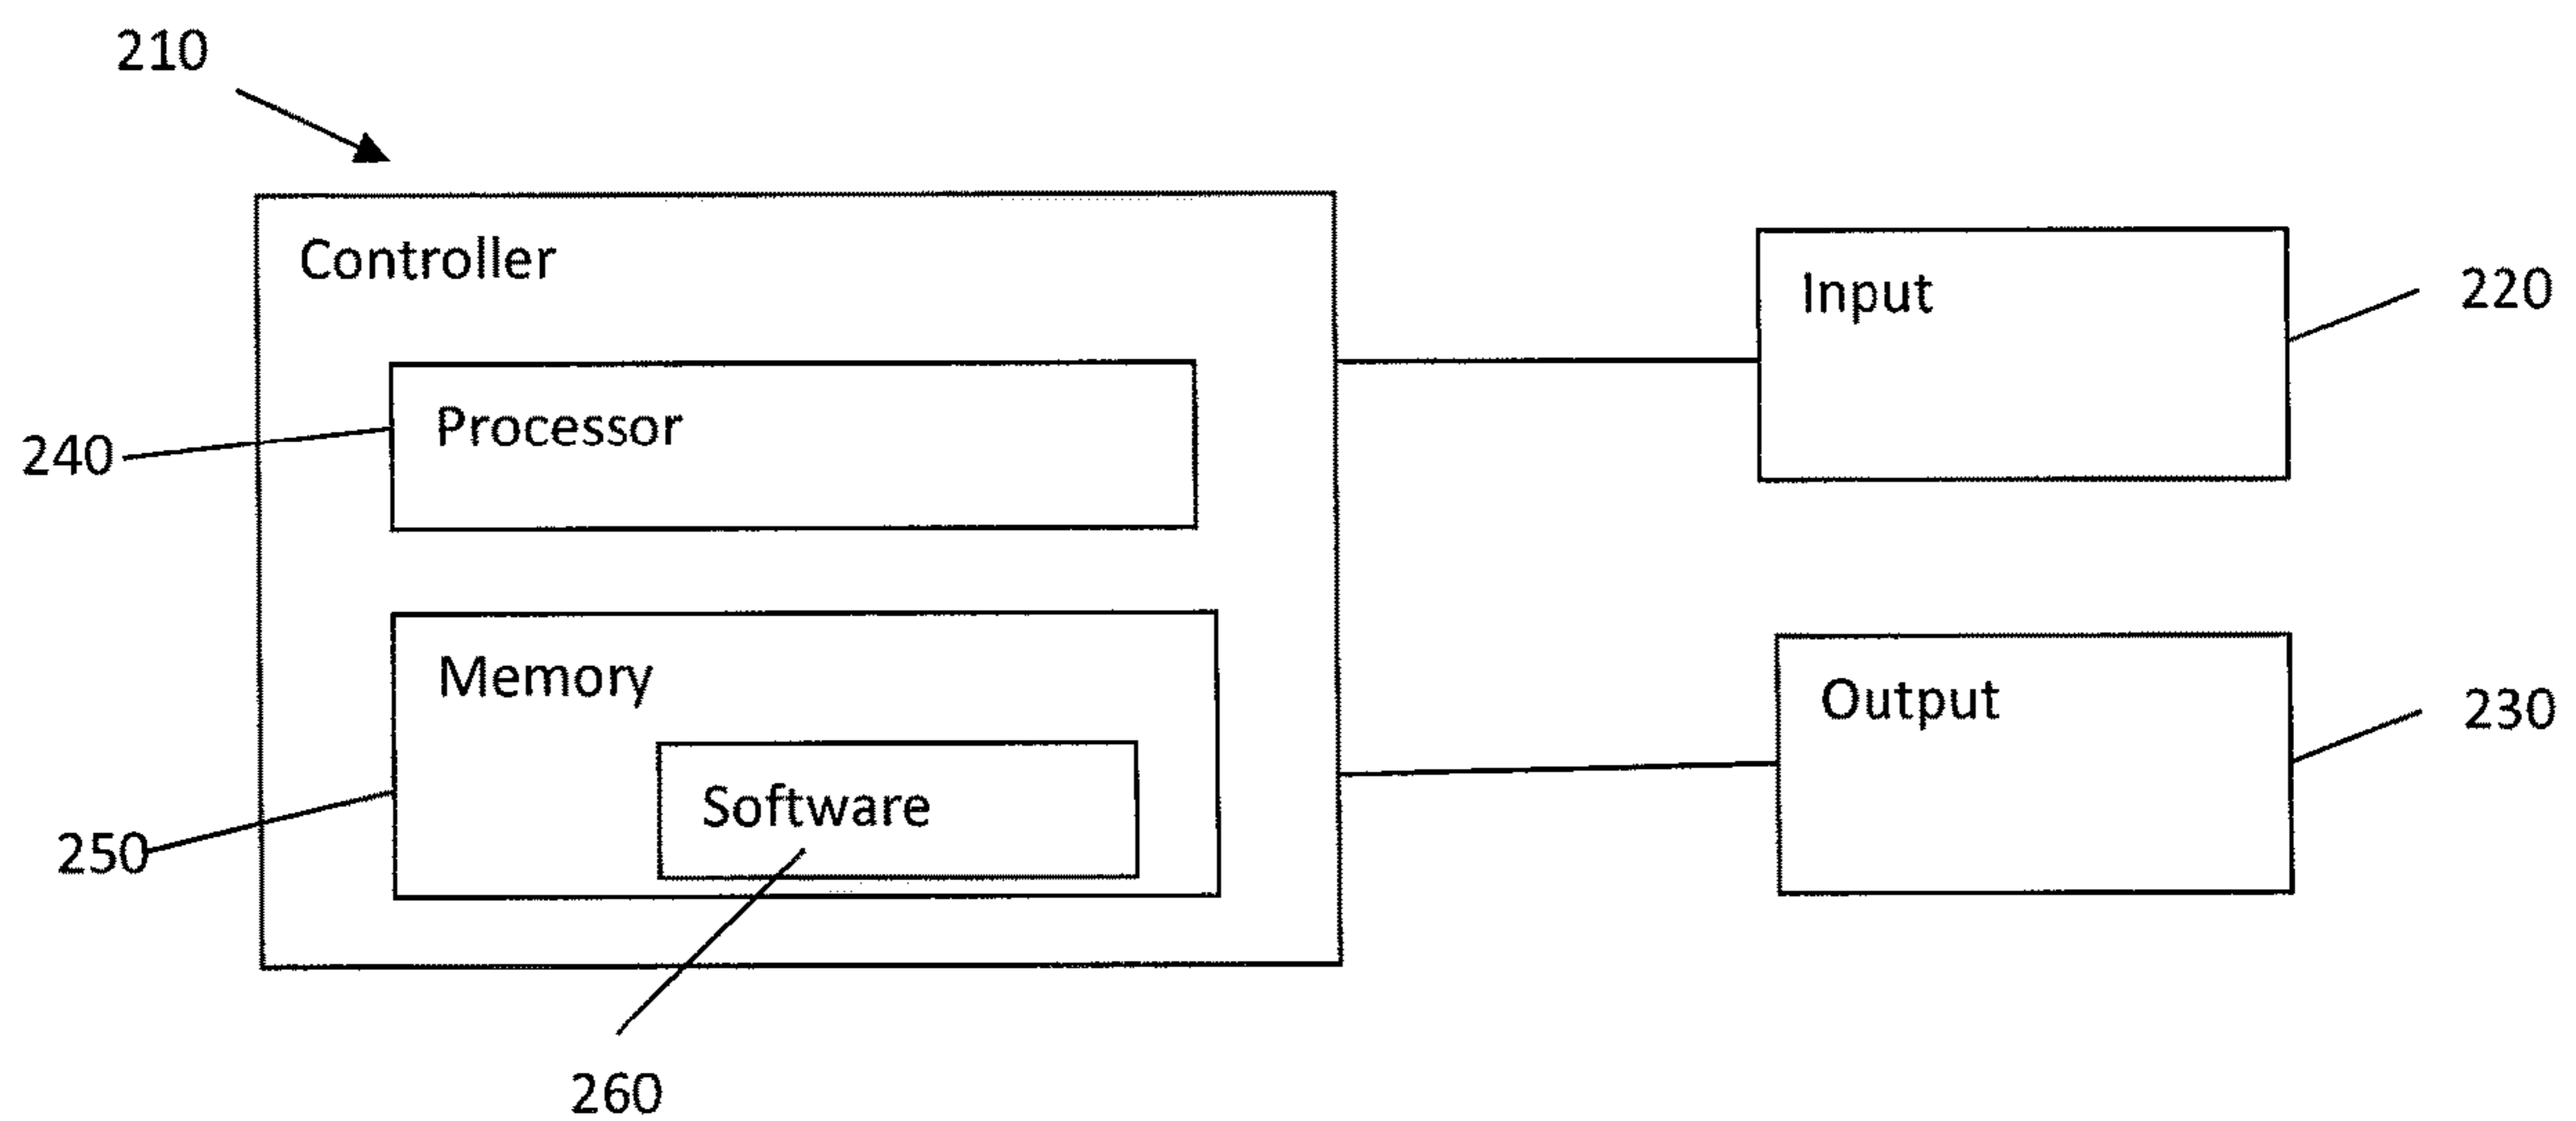 210
Controller
Input
220
Processor
240
Memory
Output
230
Software
250
260